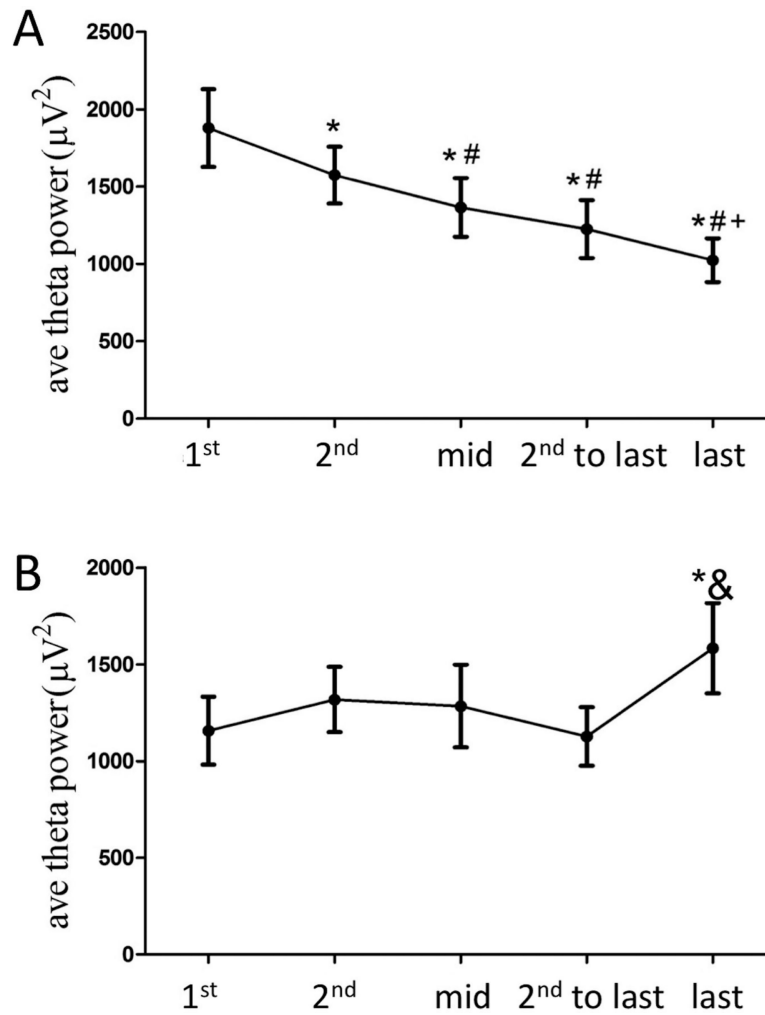 A
2500
2000
1500
1000
500
0
ave theta power (μV²)
*
*#
*#
*#+
1st 2nd mid 2nd to last last
B
2000
1500
1000
500
0
ave theta power (μV²)
*&
1st 2nd mid 2nd to last last